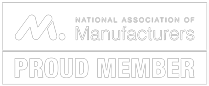 NATIONAL ASSOCIATION OF
Manufacturers
PROUD MEMBER